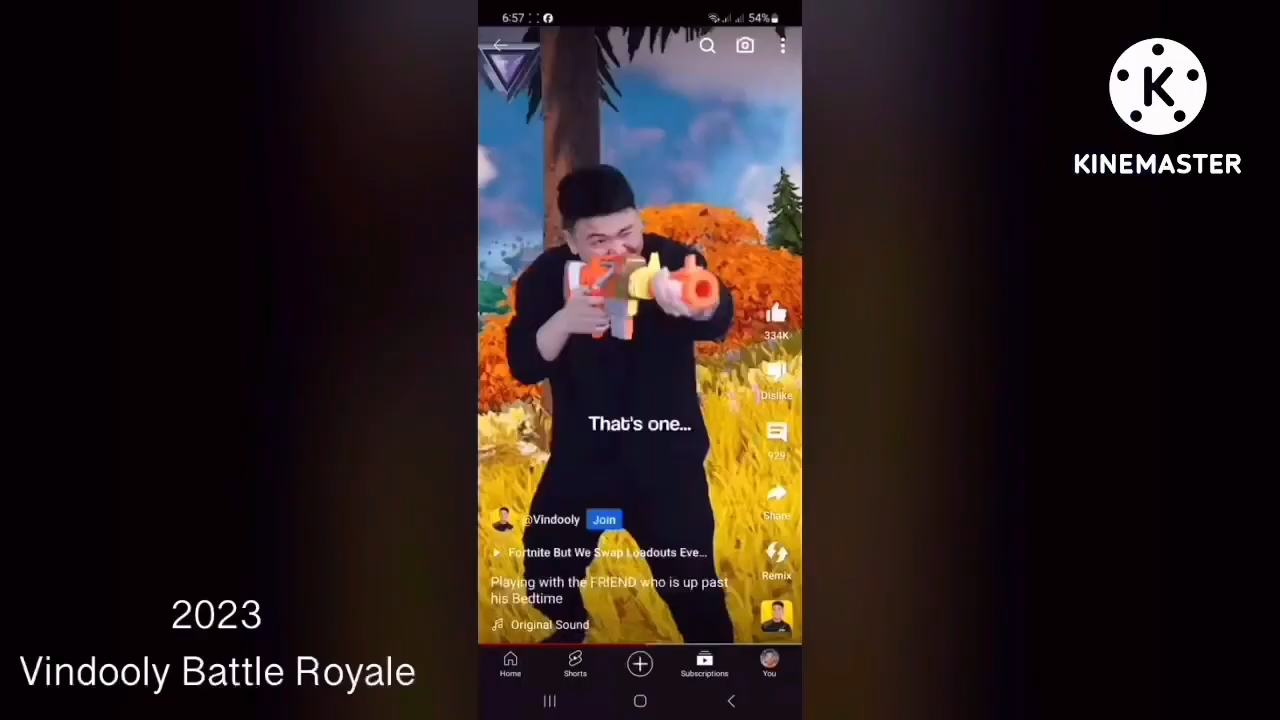 6:57
54%
K
KINEMASTER
334K
Dislike
That's one...
929
Share
@Vindooly Join
Fortnite But We Swap Loadouts Eve...
Remix
Playing with the FRIEND who is up past
his Bedtime
Original Sound
2023
Vindooly Battle Royale
Home
Shorts
Subscriptions
You